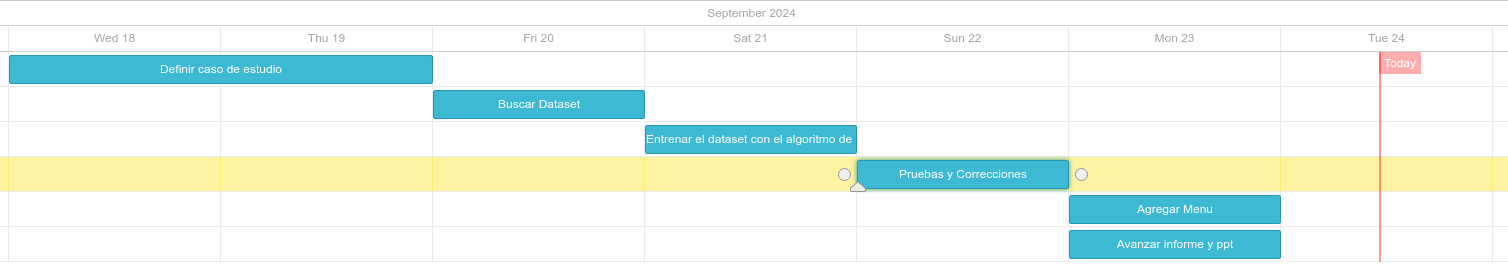 September 2024
Wed 18 Thu 19 Fri 20 Sat 21 Sun 22 Mon 23 Tue 24
Definir caso de estudio
Today
Buscar Dataset
Entrenar el dataset con el algoritmo de
Pruebas y Correcciones
Agregar Menu
Avanzar informe y ppt